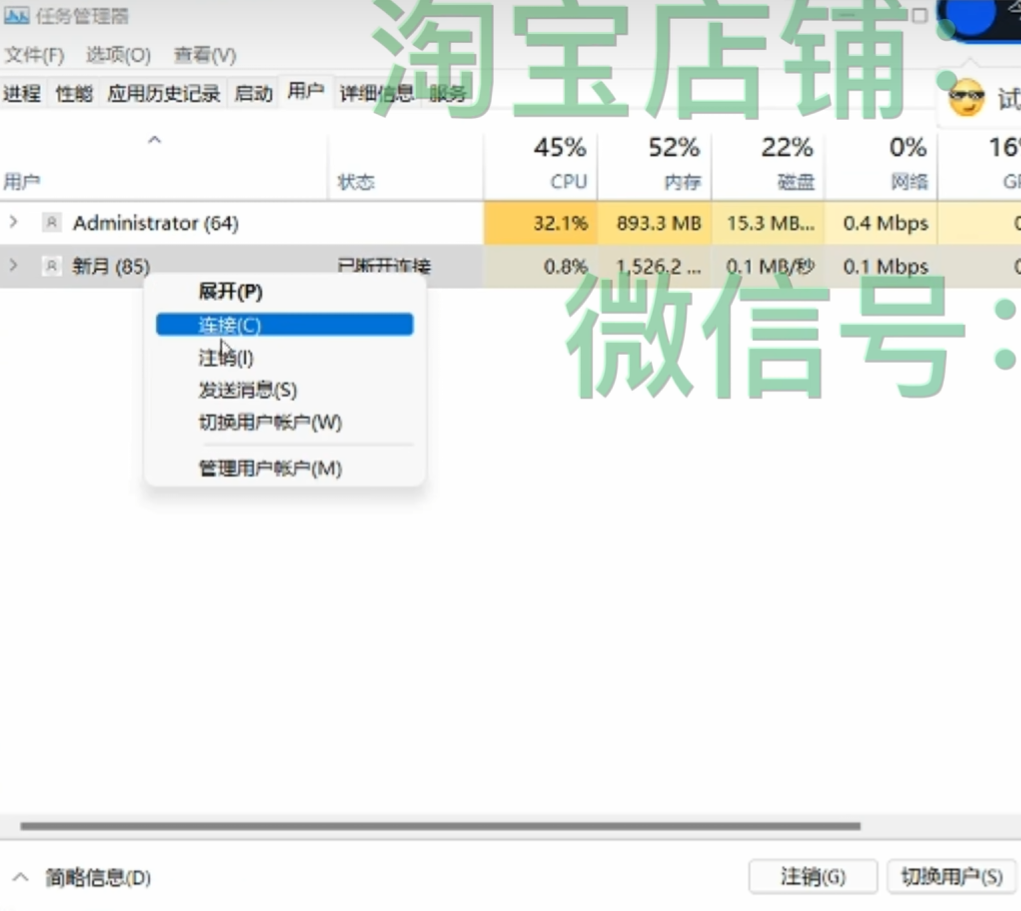 任务管理器
淘宝店铺：
文件(F) 选项(O) 查看(V)
进程 性能 应用历史记录 启动 用户 详细信息 服务
试
45% 52% 22% 0% 16%
用户 状态 CPU 内存 磁盘 网络
Administrator (64) 32.1% 893.3 MB 15.3 MB... 0.4 Mbps
新月 (85) 已断开连接 0.8% 1,526.2 ... 0.1 MB/秒 0.1 Mbps
微信号：
展开(P)
连接(C)
注销(I)
发送消息(S)
切换用户帐户(W)
管理用户帐户(M)
简略信息(D) 注销(G) 切换用户(S)